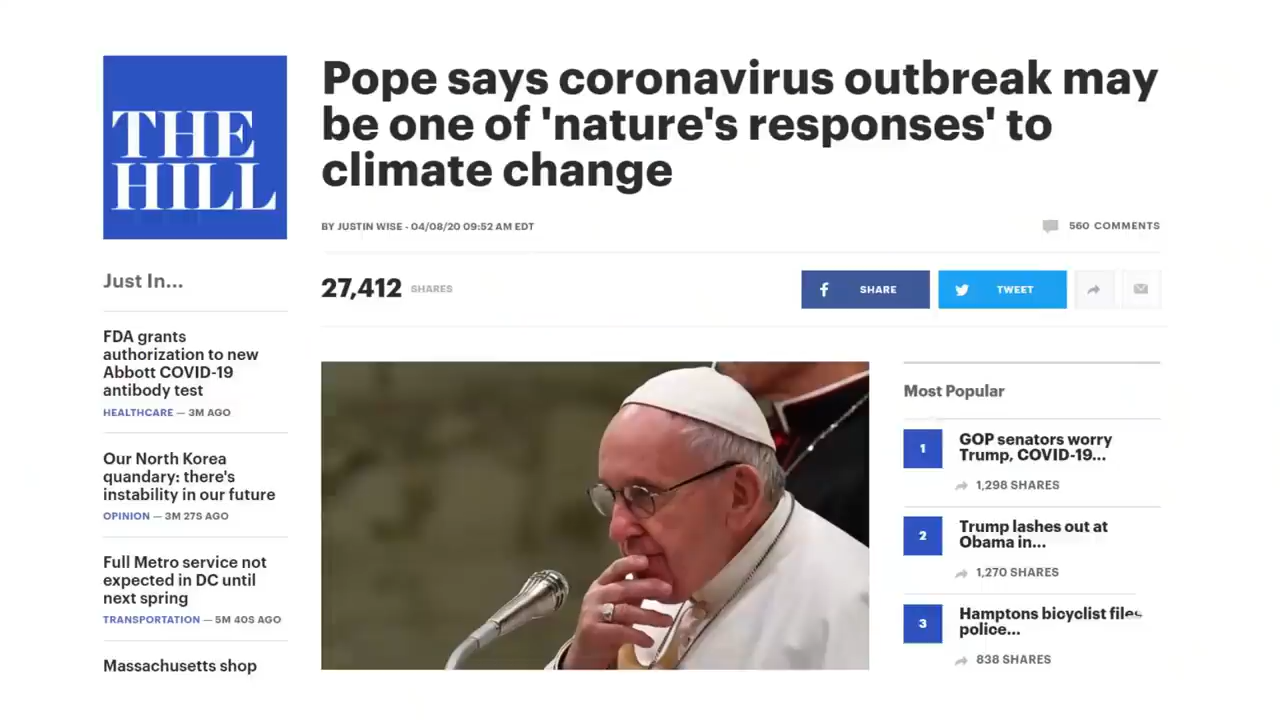 THE
HILL
Pope says coronavirus outbreak may
be one of 'nature's responses' to
climate change
BY JUSTIN WISE - 04/08/20 09:52 AM EDT
560 COMMENTS
27,412 SHARES
SHARE
TWEET
Just In...
FDA grants
authorization to new
Abbott COVID-19
antibody test
HEALTHCARE — 3M AGO
Our North Korea
quandary: there's
instability in our future
OPINION — 3M 27S AGO
Full Metro service not
expected in DC until
next spring
TRANSPORTATION — 5M 40S AGO
Massachusetts shop
Most Popular
1
GOP senators worry
Trump, COVID-19...
1,298 SHARES
2
Trump lashes out at
Obama in...
1,270 SHARES
3
Hamptons bicyclist files
police...
838 SHARES